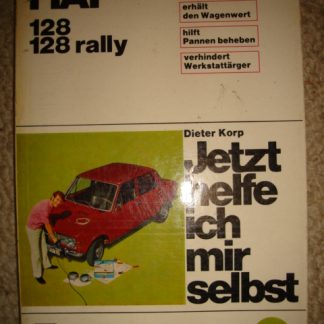 FIAT
128
128 rally
erhält
den Wagenwert
hilft
Pannen beheben
verhindert
Werkstattärger
Dieter Korp
Jetzt
helfe
ich
mir
selbst